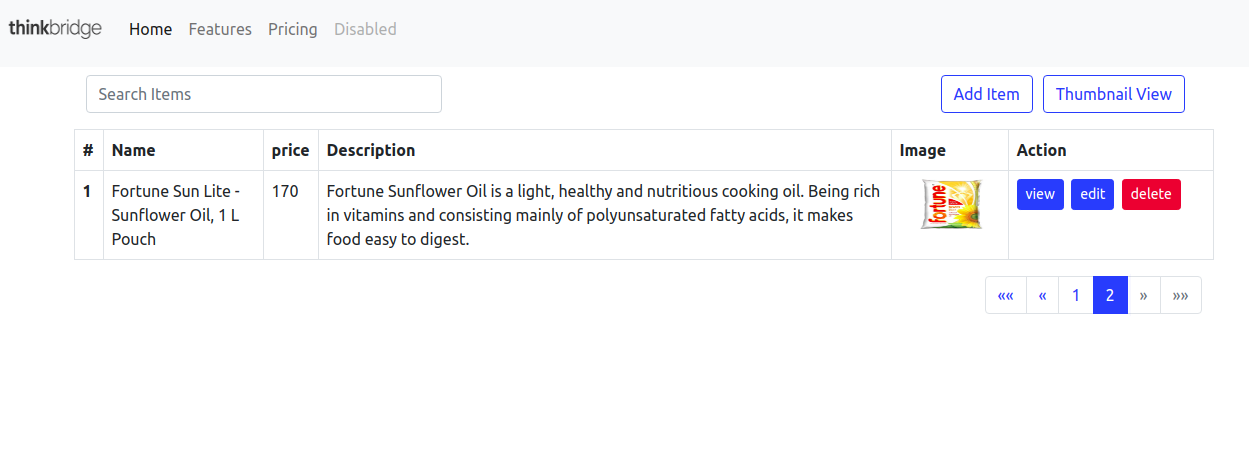 thinkbridge Home Features Pricing Disabled
Search Items Add Item Thumbnail View
# Name price Description Image Action
1 Fortune Sun Lite - 170 Fortune Sunflower Oil is a light, healthy and nutritious cooking oil. Being rich fortune view edit delete
Sunflower Oil, 1 L in vitamins and consisting mainly of polyunsaturated fatty acids, it makes
Pouch food easy to digest.
«« « 1 2 » »»